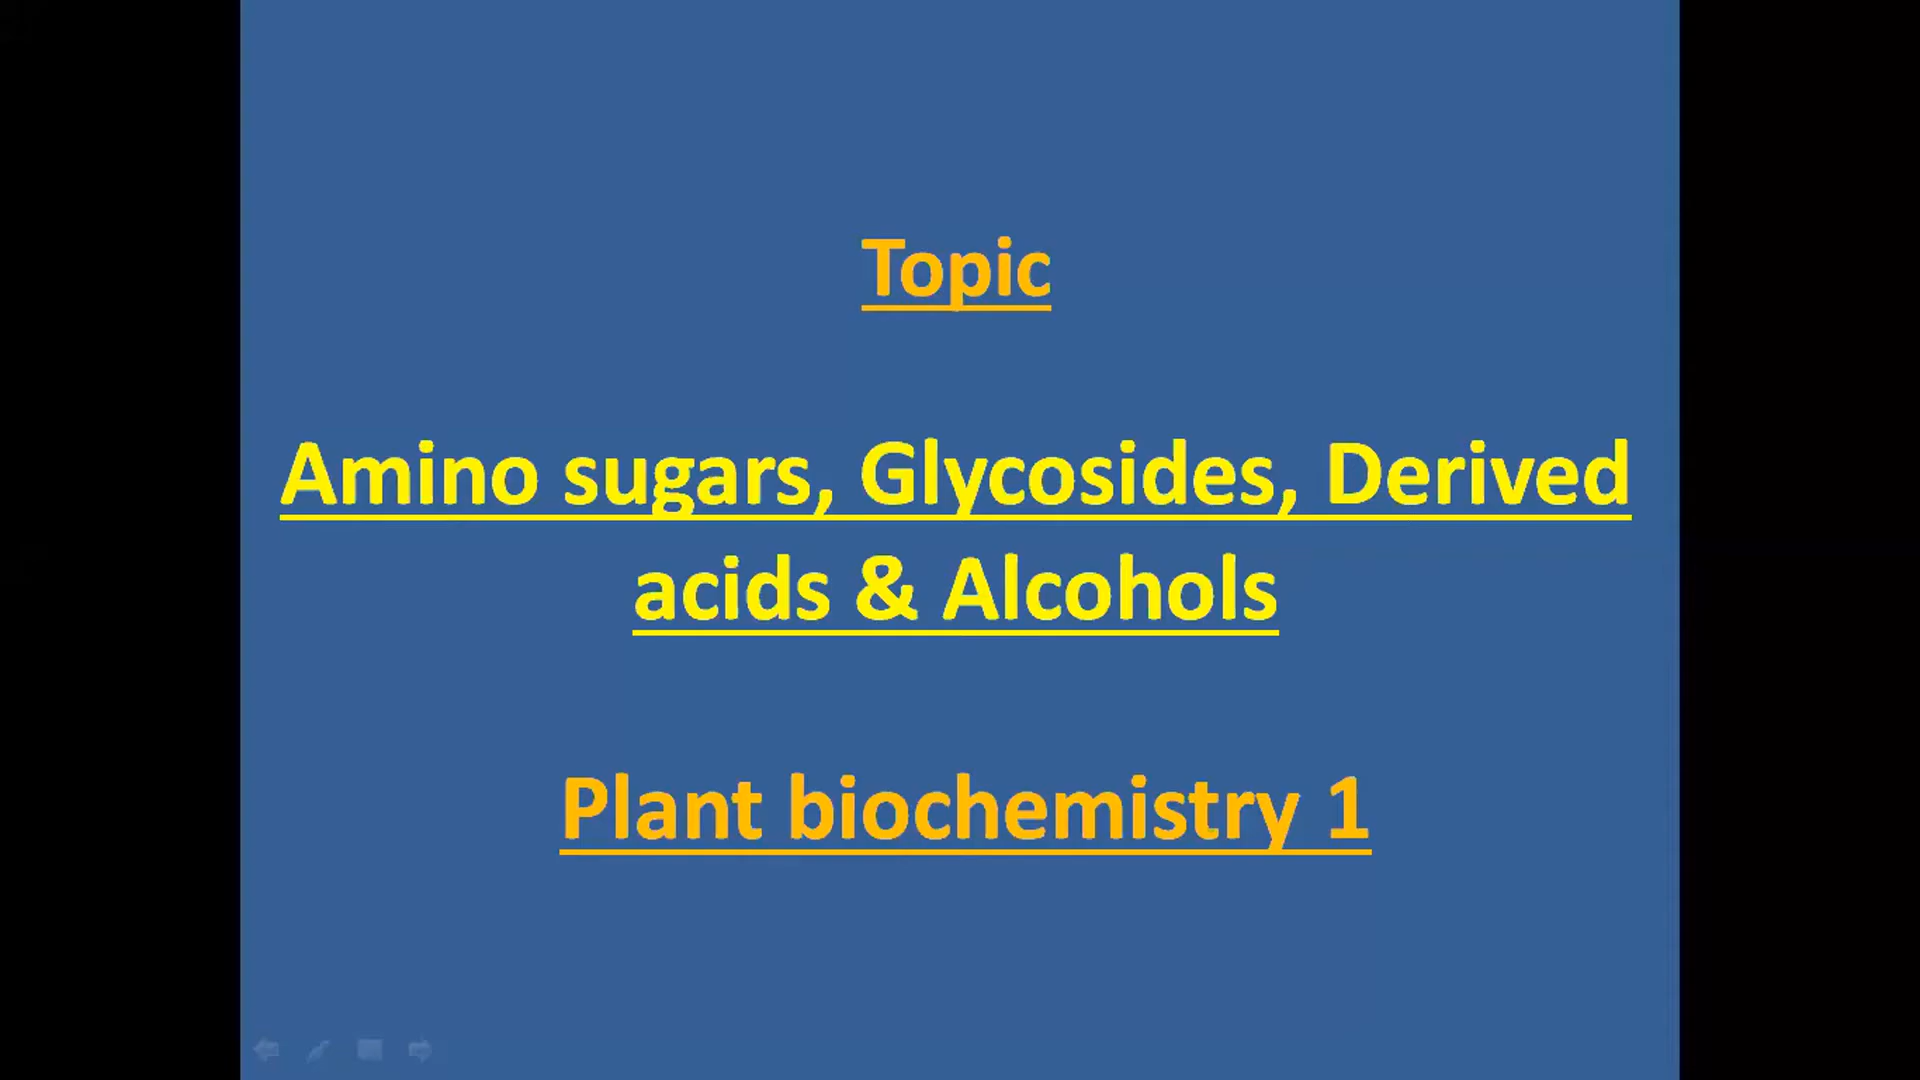 Topic
Amino sugars, Glycosides, Derived
acids & Alcohols
Plant biochemistry 1